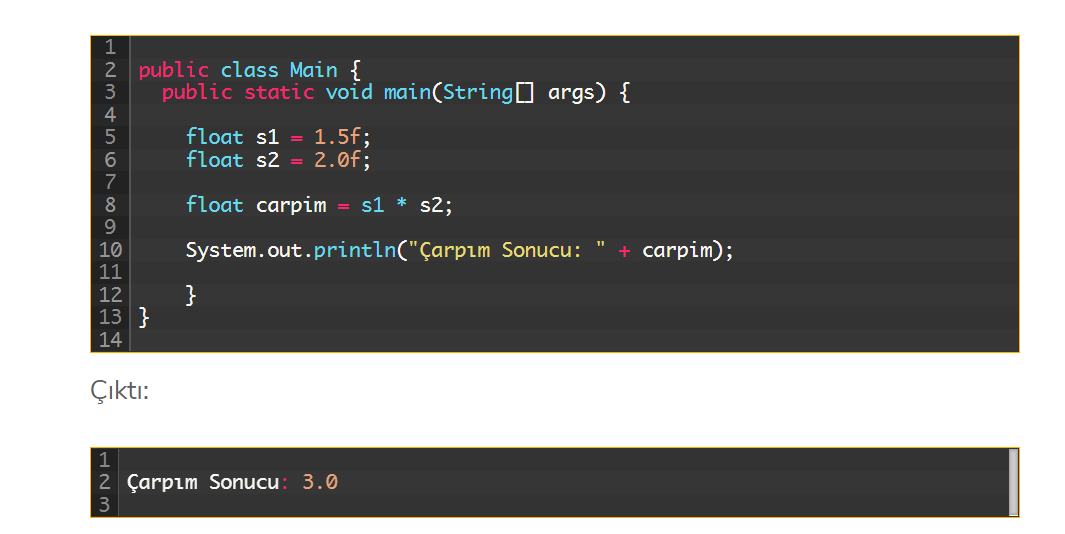 1
2 public class Main {
3 public static void main(String[] args) {
4
5 float s1 = 1.5f;
6 float s2 = 2.0f;
7
8 float carpim = s1 * s2;
9
10 System.out.println("Çarpım Sonucu: " + carpim);
11
12 }
13 }
14
Çıktı:
1
2 Çarpım Sonucu: 3.0
3